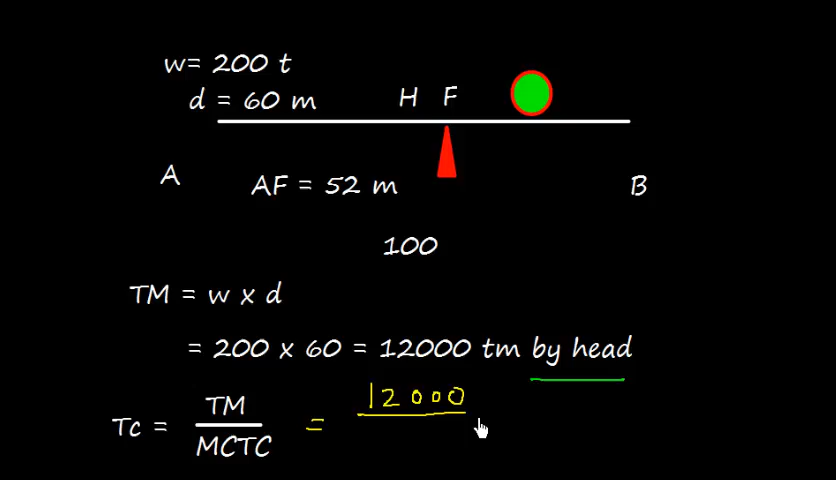 w= 200 t
d = 60 m
H F
A
AF = 52 m
B
100
TM = w x d
= 200 x 60 = 12000 tm by head
Tc = TM / MCTC = 12000